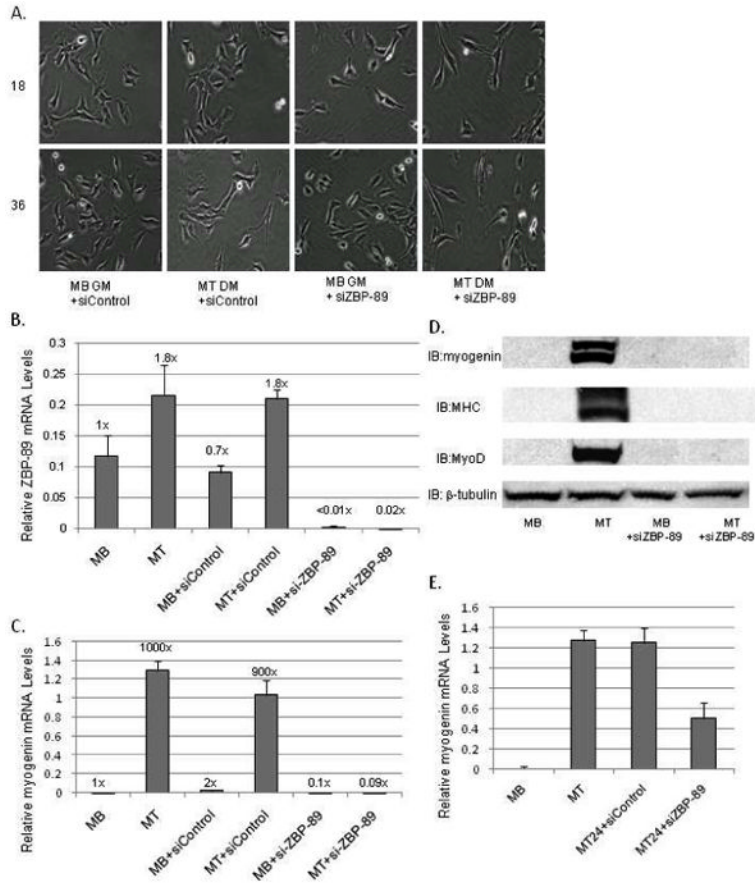 A.
18
36
MB GM
+siControl
MT DM
+siControl
MB GM
+ siZBP-89
MT DM
+ siZBP-89
B.
Relative ZBP-89 mRNA Levels
0.3
0.25
0.2
0.15
0.1
0.05
0
1x
1.8x
0.7x
1.8x
<0.01x
0.02x
MB
MT
MB+siControl
MT+siControl
MB+si-ZBP-89
MT+si-ZBP-89
C.
Relative myogenin mRNA Levels
1.6
1.4
1.2
1
0.8
0.6
0.4
0.2
0
1x
1000x
2x
900x
0.1x
0.09x
MB
MT
MB+siControl
MT+siControl
MB+si-ZBP-89
MT+si-ZBP-89
D.
IB:myogenin
IB:MHC
IB:MyoD
IB: β-tubulin
MB
MT
MB
+siZBP-89
MT
+siZBP-89
E.
Relative myogenin mRNA Levels
1.6
1.4
1.2
1
0.8
0.6
0.4
0.2
0
MB
MT
MT24+siControl
MT24+siZBP-89